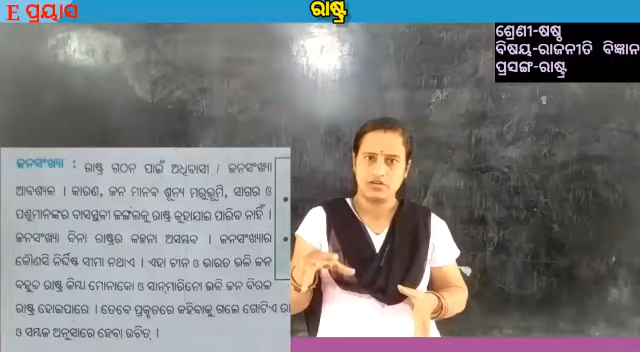 E ପ୍ରୟାସ
ରାଷ୍ଟ୍ର
ଶ୍ରେଣୀ-ଷଷ୍ଠ
ବିଷୟ-ରାଜନୀତି ବିଜ୍ଞାନ
ପ୍ରସଙ୍ଗ-ରାଷ୍ଟ୍ର
ଜନସଂଖ୍ୟା : ରାଷ୍ଟ୍ର ଗଠନ ପାଇଁ ଅଧିବାସୀ / ଜନସଂଖ୍ୟା
ଆବଶ୍ୟକ । କାରଣ, ଜନ ମାନବ ଶୂନ୍ୟ ମରୁଭୂମି, ସାଗର ଓ
ପଶୁମାନଙ୍କର ବାସସ୍ଥଳୀ ଜଙ୍ଗଲକୁ ରାଷ୍ଟ୍ର କୁହାଯାଇ ପାରିବ ନାହିଁ ।
ଜନସଂଖ୍ୟା ବିନା ରାଷ୍ଟ୍ରର କଳ୍ପନା ଅସମ୍ଭବ । ଜନସଂଖ୍ୟାର
କୌଣସି ନିର୍ଦ୍ଦିଷ୍ଟ ସୀମା ନଥାଏ । ଏହା ଚୀନ ଓ ଭାରତ ଭଳି ଜନ
ବହୁଳ ରାଷ୍ଟ୍ର କିମ୍ବା ମୋନାକୋ ଓ ସାନ୍‌ମାରିନୋ ଭଳି ଜନ ବିରଳ
ରାଷ୍ଟ୍ର ହୋଇପାରେ । ତେବେ ପ୍ରକୃତରେ କହିବାକୁ ଗଲେ ଗୋଟିଏ ରା
ଓ ସମ୍ବଳ ଅନୁସାରେ ହେବା ଉଚିତ୍ ।